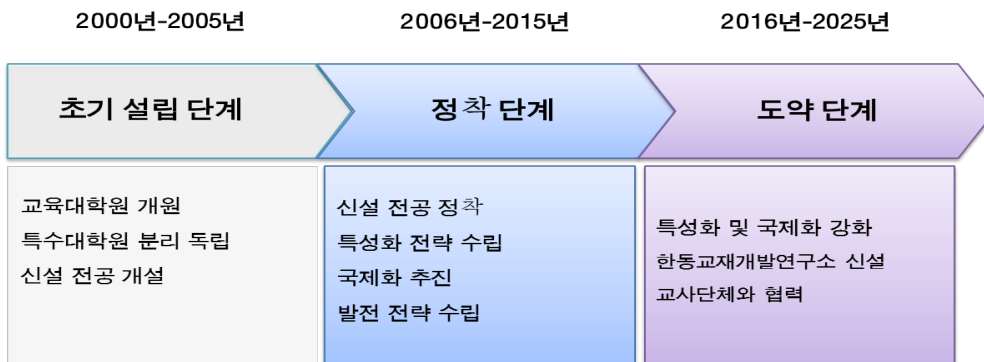 2000년-2005년
2006년-2015년
2016년-2025년
초기 설립 단계
정착 단계
도약 단계
교육대학원 개원
특수대학원 분리 독립
신설 전공 개설
신설 전공 정착
특성화 전략 수립
국제화 추진
발전 전략 수립
특성화 및 국제화 강화
한동교재개발연구소 신설
교사단체와 협력